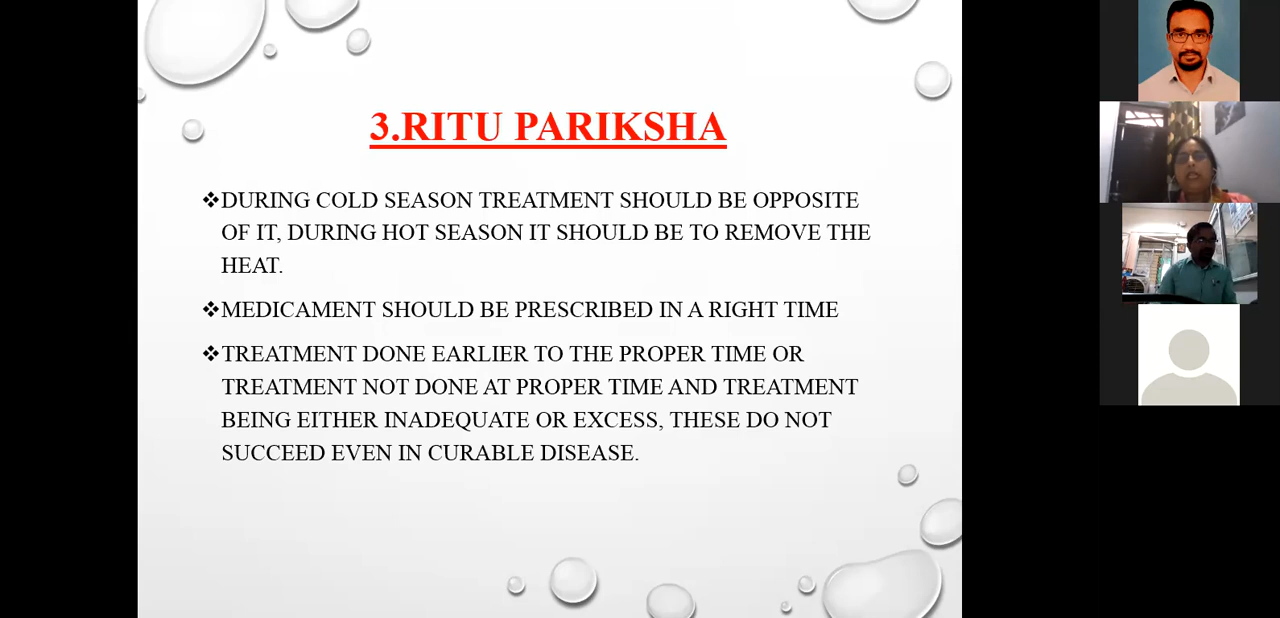 3.RITU PARIKSHA
❖DURING COLD SEASON TREATMENT SHOULD BE OPPOSITE
OF IT, DURING HOT SEASON IT SHOULD BE TO REMOVE THE
HEAT.
❖MEDICAMENT SHOULD BE PRESCRIBED IN A RIGHT TIME
❖TREATMENT DONE EARLIER TO THE PROPER TIME OR
TREATMENT NOT DONE AT PROPER TIME AND TREATMENT
BEING EITHER INADEQUATE OR EXCESS, THESE DO NOT
SUCCEED EVEN IN CURABLE DISEASE.